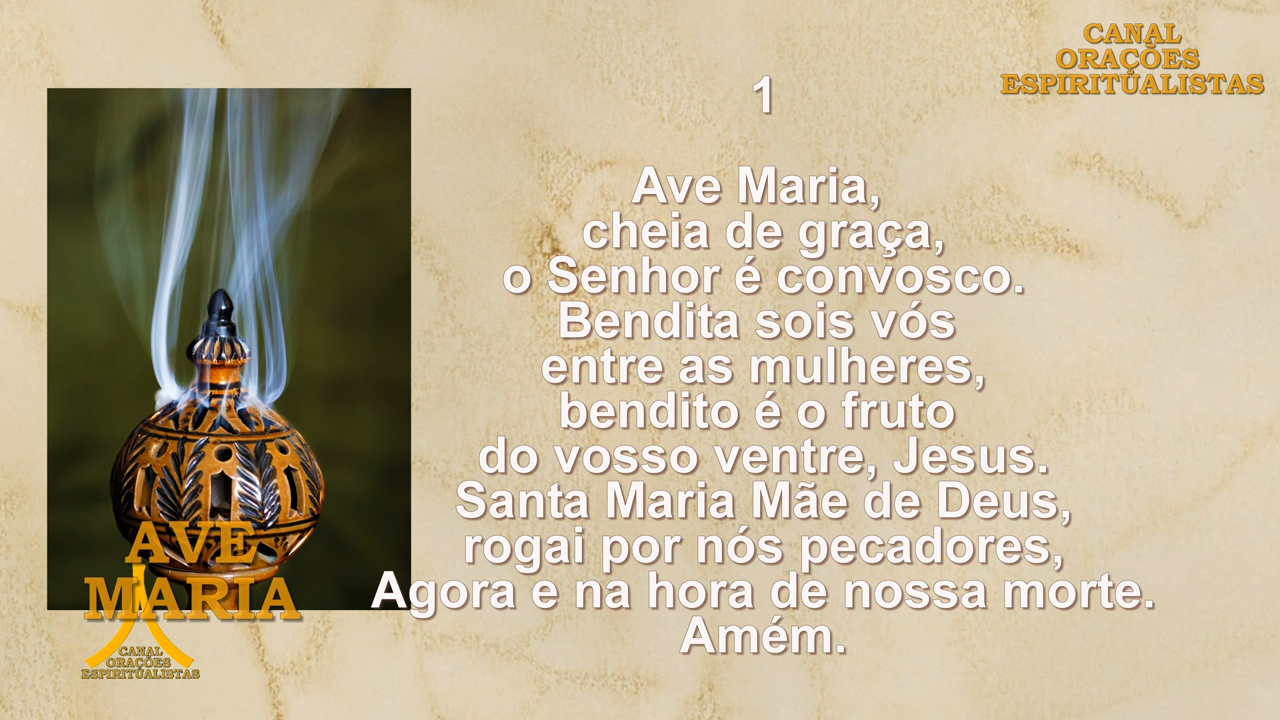 CANAL
ORAÇÕES
ESPIRITUALISTAS
1
Ave Maria,
cheia de graça,
o Senhor é convosco.
Bendita sois vós
entre as mulheres,
bendito é o fruto
do vosso ventre, Jesus.
Santa Maria Mãe de Deus,
rogai por nós pecadores,
Agora e na hora de nossa morte.
Amém.
AVE
MARIA
CANAL
ORAÇÕES
ESPIRITUALISTAS